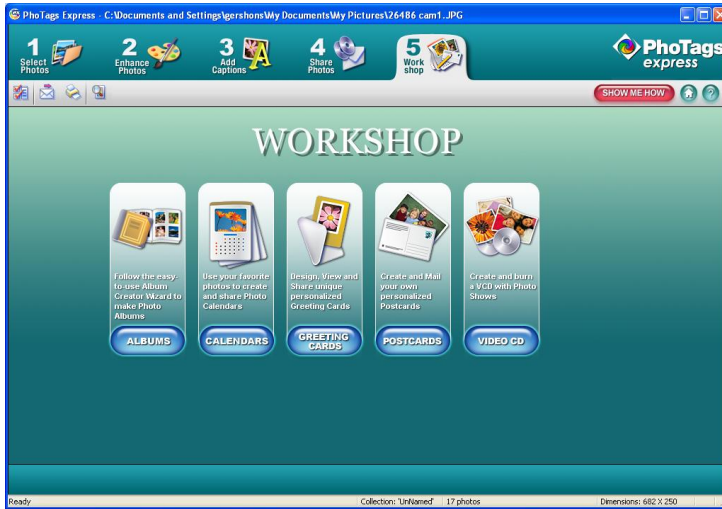 PhoTags Express - C:\Documents and Settings\gershons\My Documents\My Pictures\26486 cam1.JPG
1
Select
Photos
2
Enhance
Photos
3
Add
Captions
4
Share
Photos
5
Work
shop
PhoTags
express
SHOW ME HOW
WORKSHOP
Follow the easy-
to-use Album
Creator Wizard to
make Photo
Albums
ALBUMS
Use your favorite
photos to create
and share Photo
Calendars
CALENDARS
Design, View and
Share unique
personalized
Greeting Cards
GREETING
CARDS
Create and Mail
your own
personalized
Postcards
POSTCARDS
Create and burn
a VCD with Photo
Shows
VIDEO CD
Ready
Collection: 'UnNamed'
17 photos
Dimensions: 682 X 250